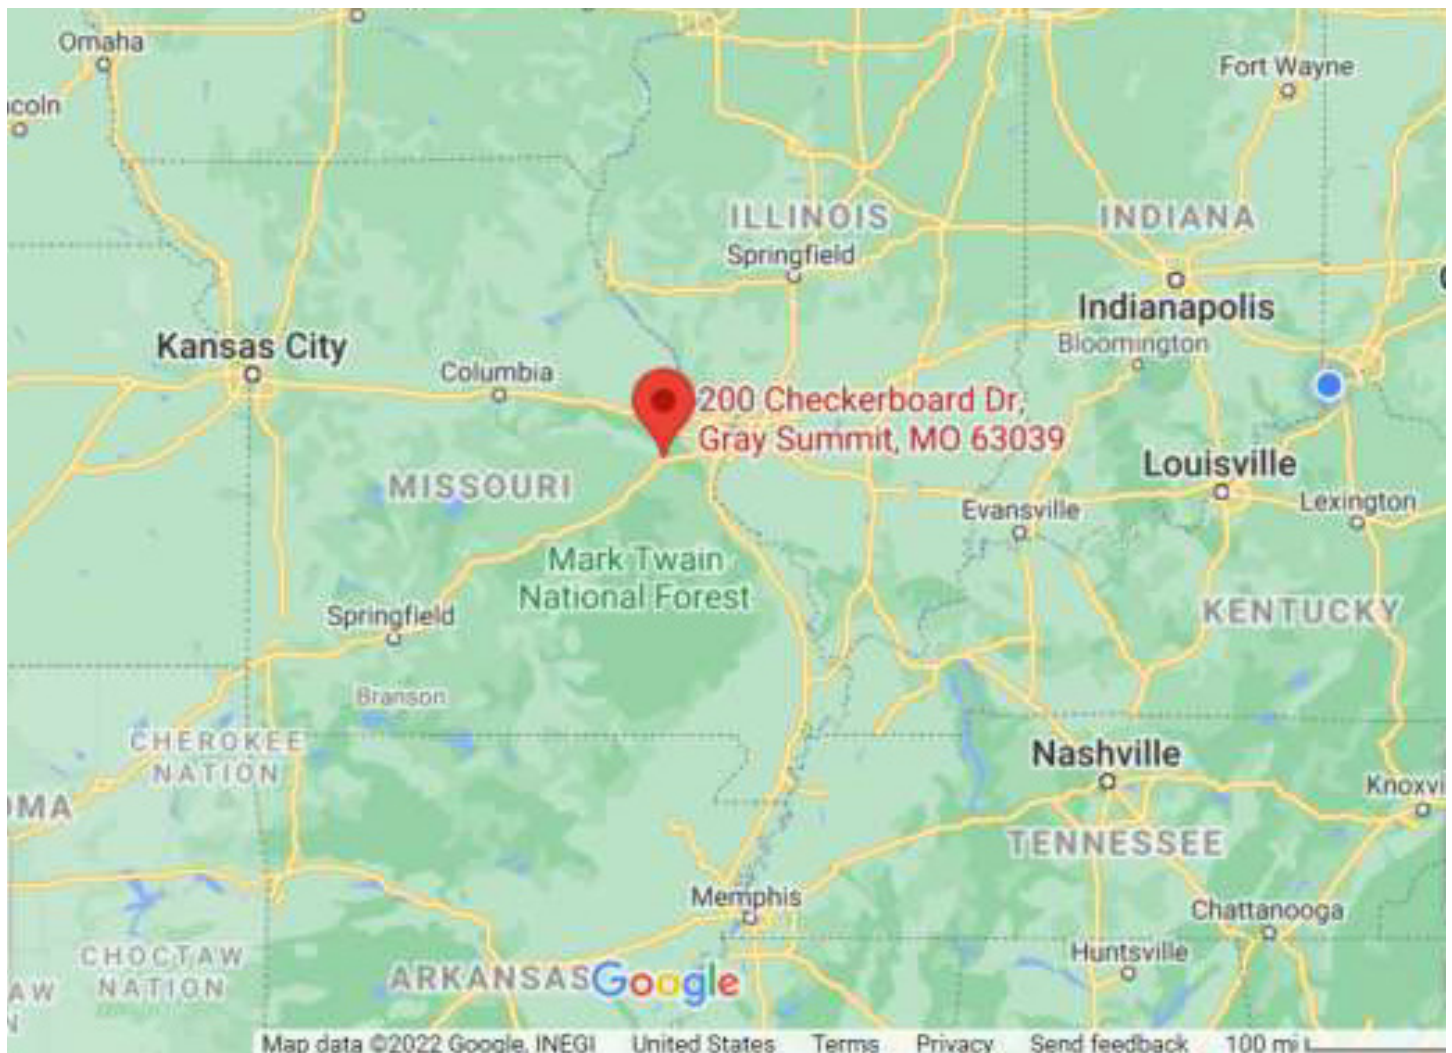 Omaha
Fort Wayne
coln
ILLINOIS
INDIANA
Springfield
Indianapolis
Kansas City
Bloomington
Columbia
200 Checkerboard Dr,
Gray Summit, MO 63039
MISSOURI
Louisville
Lexington
Evansville
Mark Twain
National Forest
KENTUCKY
Springfield
Branson
CHEROKEE
NATION
Nashville
Knoxvi
OMA
TENNESSEE
Memphis
Chattanooga
CHOCTAW
NATION
Huntsville
ARKANSAS
Google
AW
N
Map data ©2022 Google, INEGI United States Terms Privacy Send feedback 100 mi